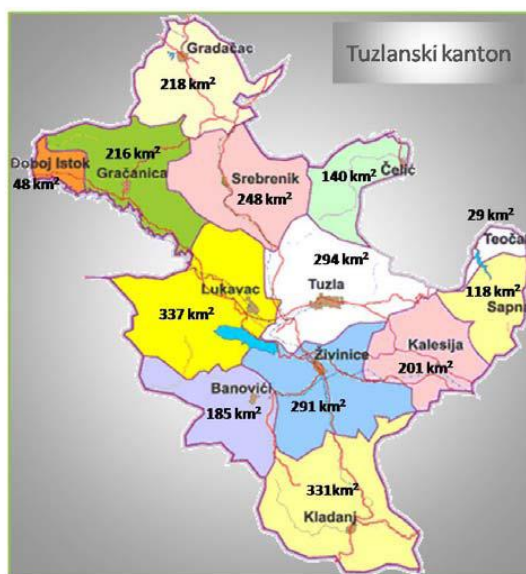 Tuzlanski kanton
Gradačac
218 km²
216 km²
Doboj Istok
48 km²
Gračanica
Srebrenik
248 km²
140 km²
Čelić
29 km²
Teočak
294 km²
Tuzla
118 km²
Sapna
Lukavac
337 km²
Živinice
Kalesija
201 km²
Banovići
185 km²
291 km²
331km²
Kladanj